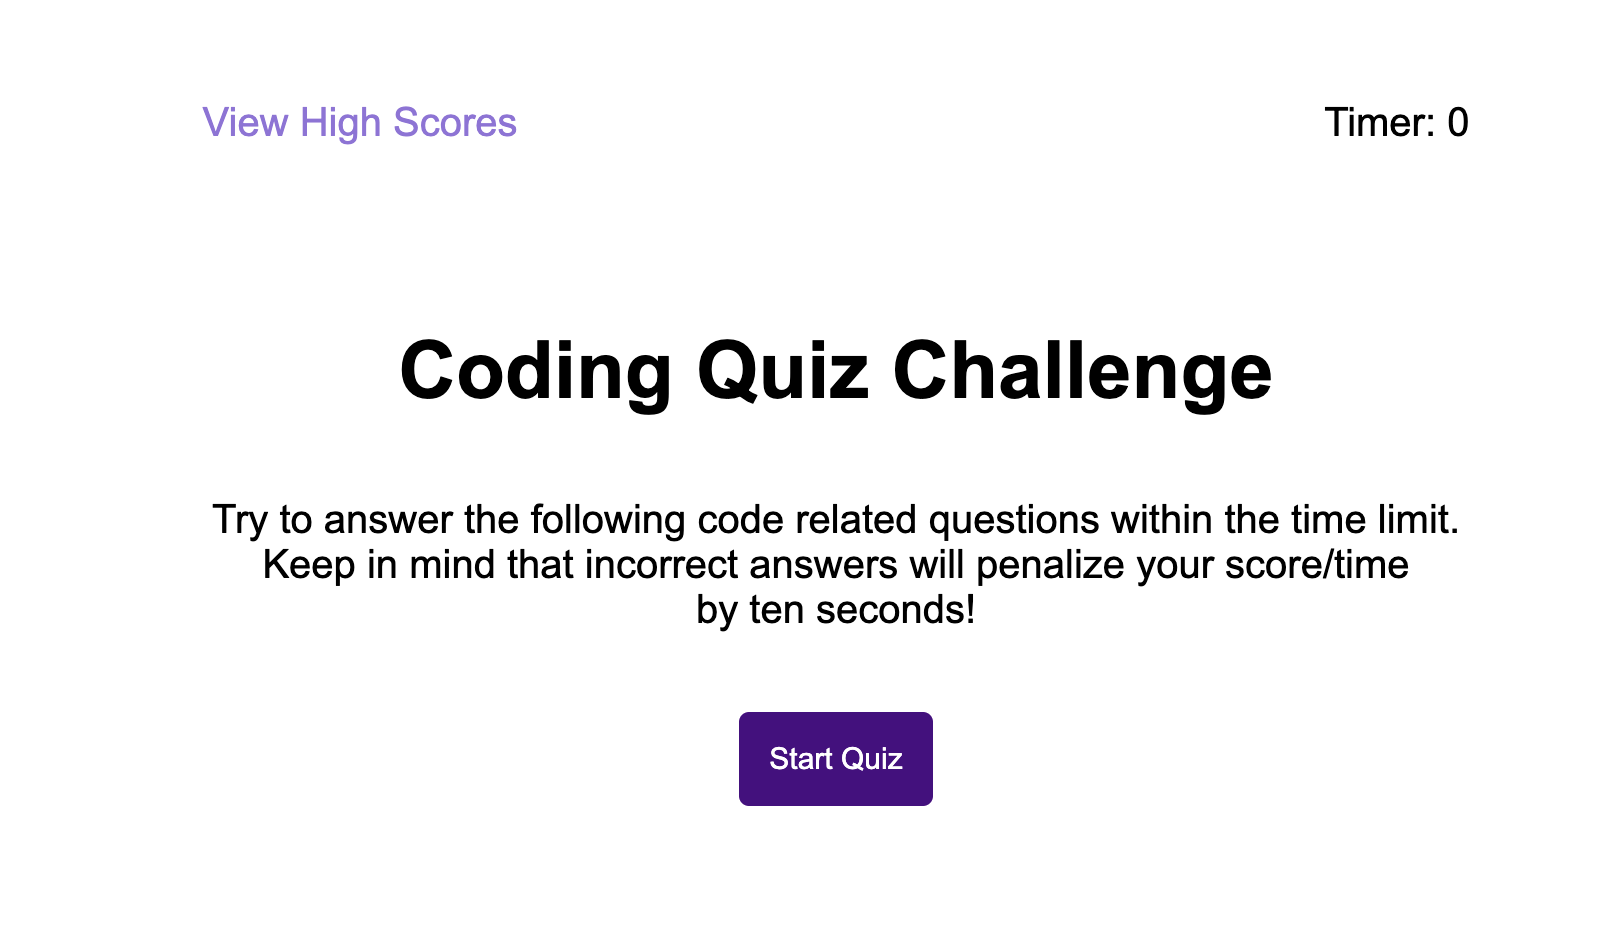 View High Scores
Timer: 0
Coding Quiz Challenge
Try to answer the following code related questions within the time limit.
Keep in mind that incorrect answers will penalize your score/time
by ten seconds!
Start Quiz